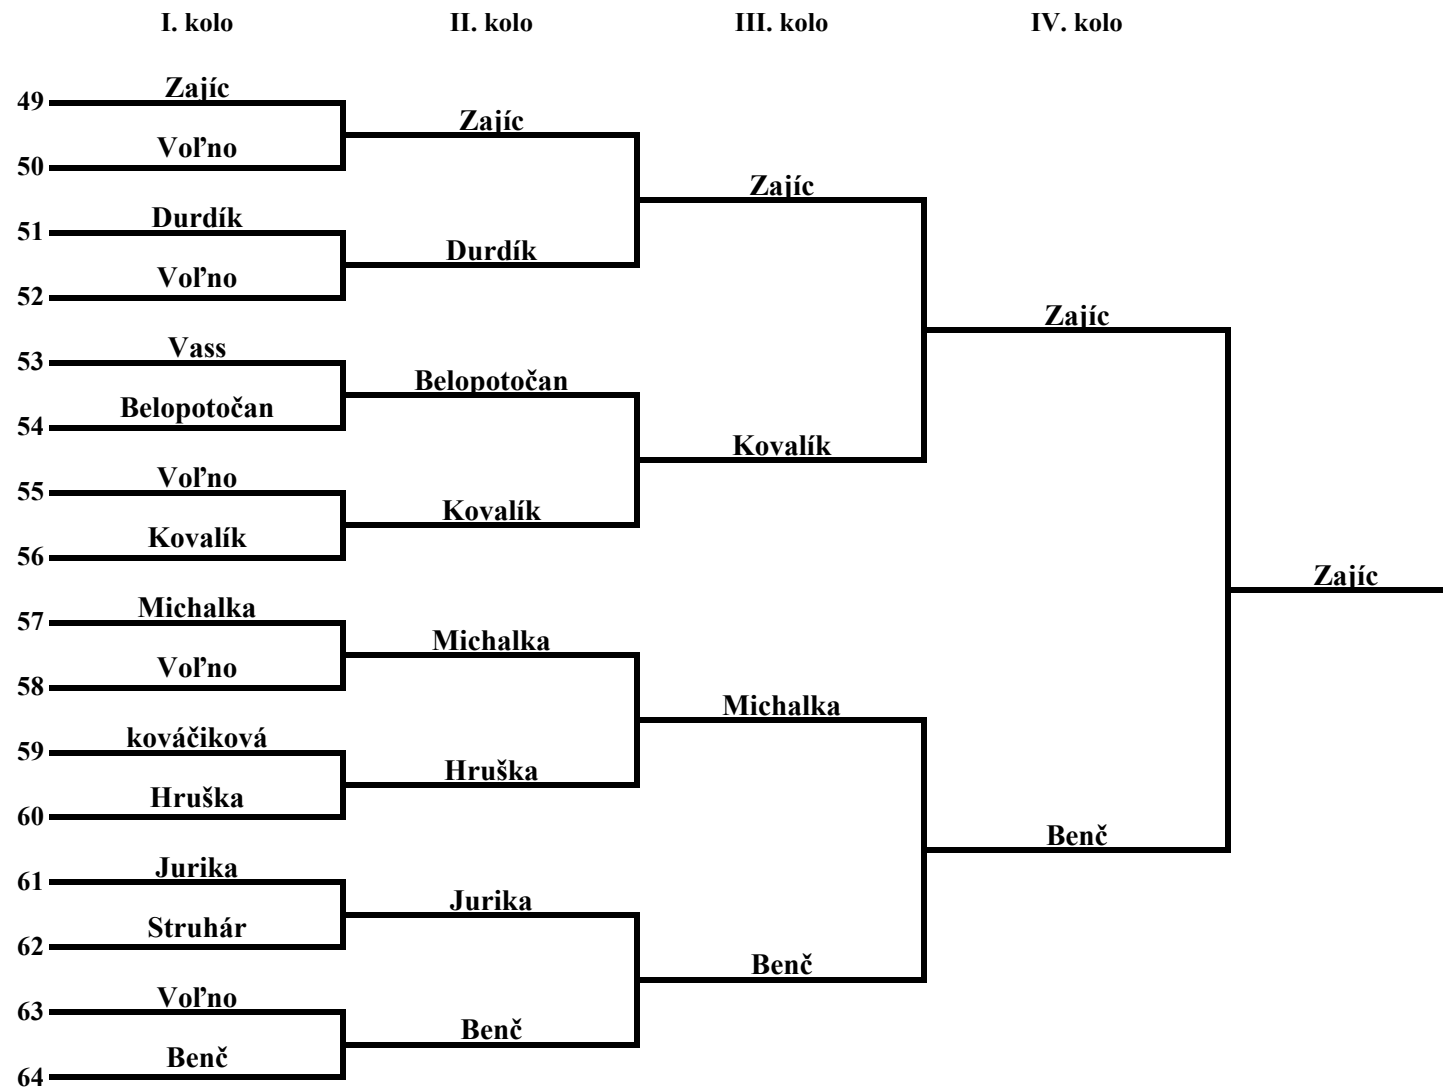 I. kolo II. kolo III. kolo IV. kolo
Zajíc
49
Zajíc
Voľno
50
Zajíc
Durdík
51
Durdík
Voľno
52
Zajíc
Vass
53
Belopotočan
Belopotočan
54
Kovalík
Voľno
55
Kovalík
Kovalík
56
Zajíc
Michalka
57
Michalka
Voľno
58
Michalka
kováčiková
59
Hruška
Hruška
60
Benč
Jurika
61
Jurika
Struhár
62
Benč
Voľno
63
Benč
Benč
64